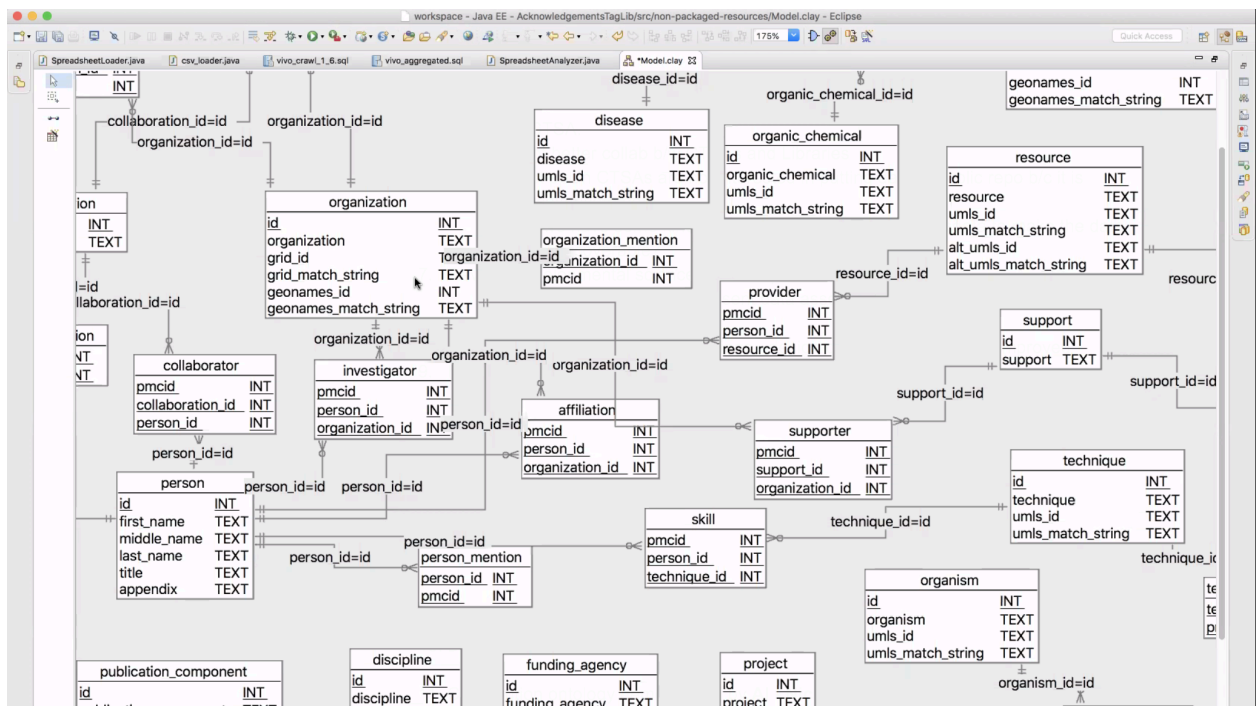 workspace - Java EE - AcknowledgementsTagLib/src/non-packaged-resources/Model.clay - Eclipse
175%
Quick Access
SpreadsheetLoader.java
csv_loader.java
vivo_crawl_1_6.sql
vivo_aggregated.sql
SpreadsheetAnalyzer.java
*Model.clay
INT
collaboration_id=id
organization_id=id
organization_id=id
disease_id=id
organic_chemical_id=id
geonames_id INT
geonames_match_string TEXT
disease
id INT
disease TEXT
umls_id TEXT
umls_match_string TEXT
organic_chemical
id INT
organic_chemical TEXT
umls_id TEXT
umls_match_string TEXT
resource
id INT
resource TEXT
umls_id TEXT
umls_match_string TEXT
alt_umls_id TEXT
alt_umls_match_string TEXT
ion
INT
TEXT
organization
id INT
organization TEXT
grid_id
grid_match_string TEXT
geonames_id INT
geonames_match_string TEXT
organization_id=id
organization_mention
organization_id INT
pmcid INT
resource_id=id
resourc
provider
pmcid INT
person_id INT
resource_id INT
support
id INT
support TEXT
l=id
llaboration_id=id
ion
NT
NT
organization_id=id
organization_id=id
organization_id=id
collaborator
pmcid INT
collaboration_id INT
person_id INT
investigator
pmcid INT
person_id INT
organization_id
person_id=id
affiliation
pmcid INT
person_id INT
organization_id INT
support_id=id
support_id=id
supporter
pmcid INT
support_id INT
organization_id INT
technique
id INT
technique TEXT
umls_id TEXT
umls_match_string TEXT
person_id=id
person_id=id
person_id=id
person
id INT
first_name TEXT
middle_name TEXT
last_name TEXT
title TEXT
appendix TEXT
person_id=id
person_id=id
person_mention
person_id INT
pmcid INT
skill
pmcid INT
person_id INT
technique_id INT
technique_id=id
technique_id
organism
id INT
organism TEXT
umls_id TEXT
umls_match_string TEXT
te
te
p
organism_id=id
publication_component
id INT
discipline
id INT
discipline TEXT
funding_agency
id INT
funding_agency TEXT
project
id INT
project TEXT